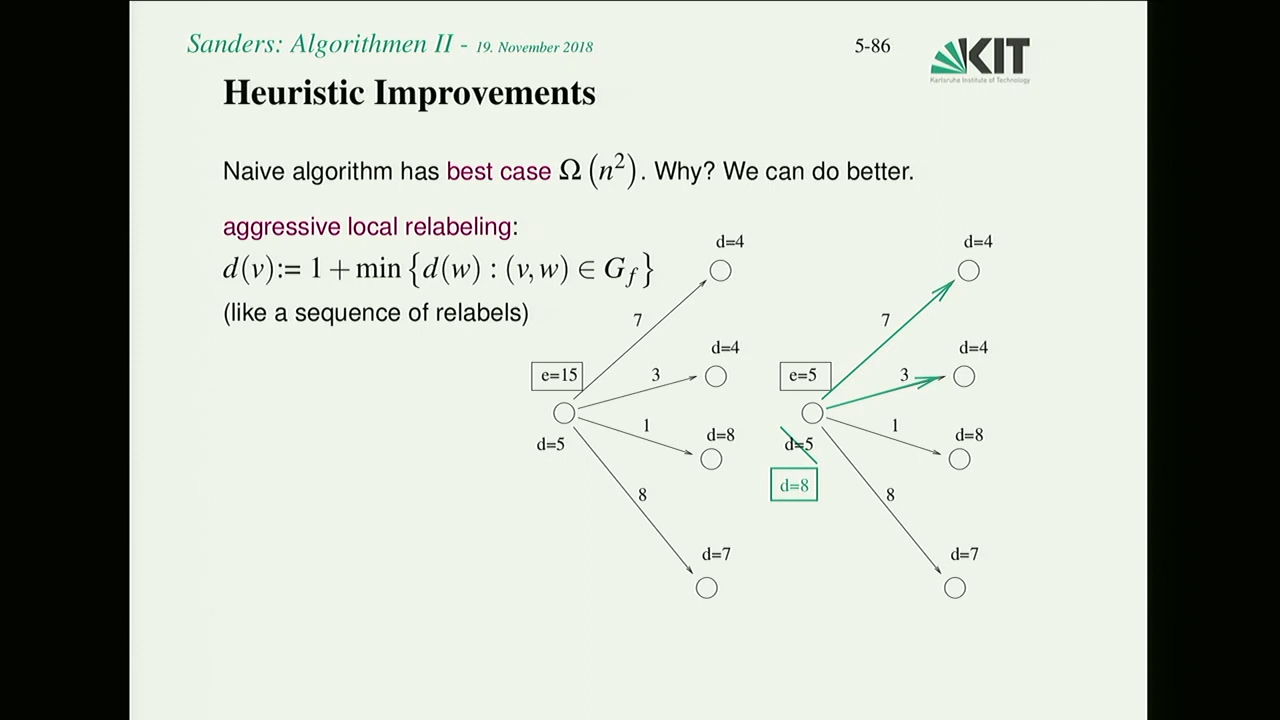 Sanders: Algorithmen II - 19. November 2018
5-86
KIT
Karlsruhe Institute of Technology
Heuristic Improvements
Naive algorithm has best case Ω(n²). Why? We can do better.
aggressive local relabeling:
d(v):= 1 + min {d(w) : (v,w) ∈ G_f}
(like a sequence of relabels)
d=4
d=4
7
7
d=4
d=4
e=15
3
e=5
3
1
1
d=5
d=8
d=5
d=8
d=8
8
8
d=7
d=7